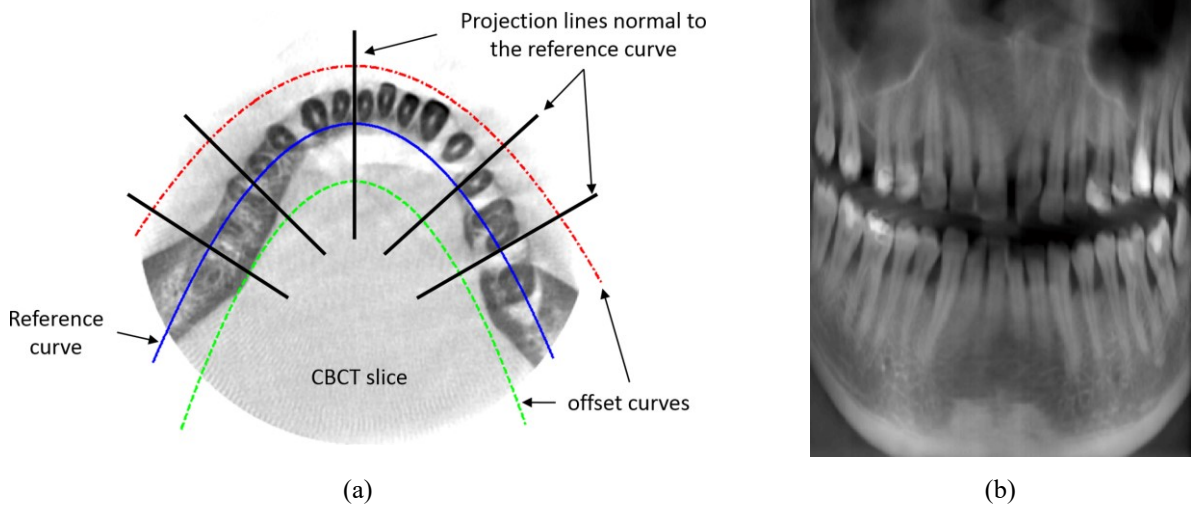 Projection lines normal to
the reference curve
Reference
curve
CBCT slice
offset curves
(a)
(b)